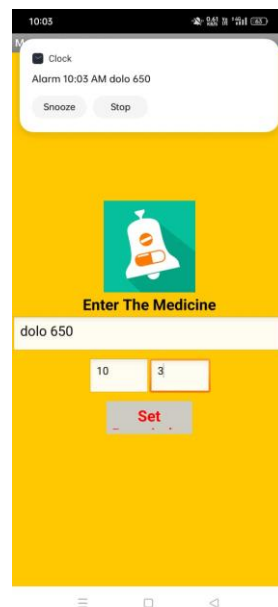 10:03
Clock
Alarm 10:03 AM dolo 650
Snooze Stop
Enter The Medicine
dolo 650
10 3
Set